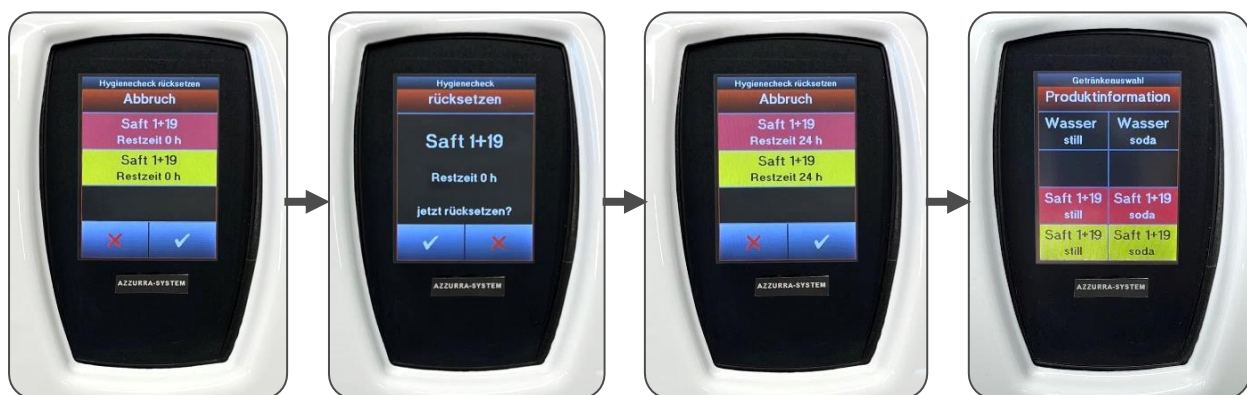 Hygienecheck rücksetzen
Abbruch
Saft 1+19
Restzeit 0 h
Saft 1+19
Restzeit 0 h
AZZURRA-SYSTEM
Hygienecheck
rücksetzen
Saft 1+19
Restzeit 0 h
jetzt rücksetzen?
AZZURRA-SYSTEM
Hygienecheck rücksetzen
Abbruch
Saft 1+19
Restzeit 24 h
Saft 1+19
Restzeit 24 h
AZZURRA-SYSTEM
Getränkeauswahl
Produktinformation
Wasser Wasser
still soda
Saft 1+19 Saft 1+19
still soda
Saft 1+19 Saft 1+19
still soda
AZZURRA-SYSTEM